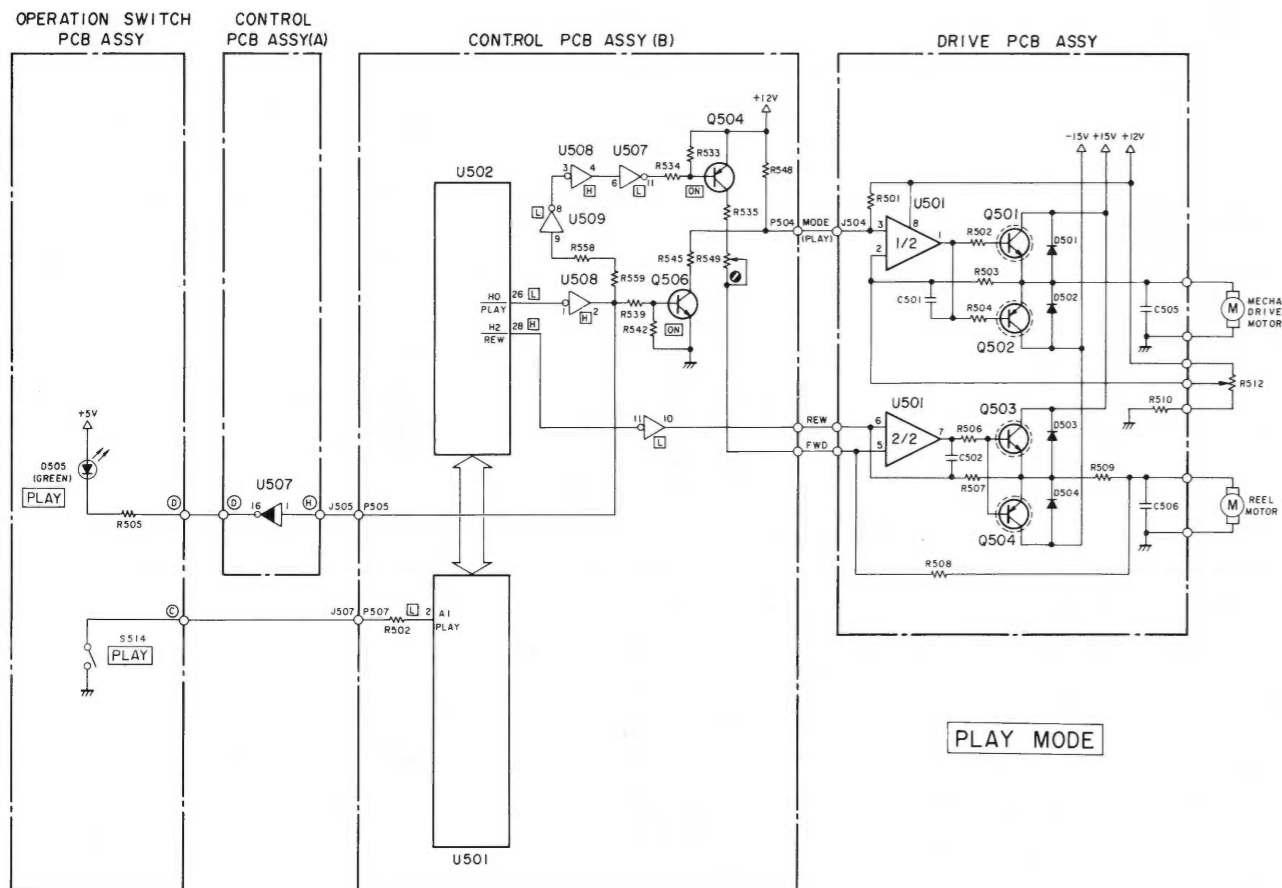 OPERATION SWITCH
PCB ASSY
CONTROL
PCB ASSY(A)
CONTROL PCB ASSY (B)
DRIVE PCB ASSY
+12V
Q504
-15V +15V +12V
U508
U507
R533
R534
R548
3
4
6
11
H
L
ON
U502
U501
Q501
L
8
U509
9
R535
P504
MODE
(PLAY)
J504
R501
3
8
2
1/2
1
R502
D501
R558
R545
R549
U508
R559
Q506
R503
C501
D502
R504
C505
M
MECHA
DRIVE
MOTOR
H0
PLAY
26
L
1
2
H
R539
R542
ON
H2
REW
28
H
Q502
R512
R510
+5V
11
10
L
REW
FWD
U501
Q503
6
5
2/2
7
R506
D503
C502
R507
R509
D504
C506
M
REEL
MOTOR
Q504
R508
D505
(GREEN)
PLAY
R505
D
D
U507
16
1
H
J505
P505
C
J507
P507
L
2
A1
PLAY
R502
S514
PLAY
U501
PLAY MODE